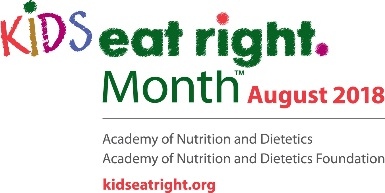 KiDS eat right.
Month™ August 2018
Academy of Nutrition and Dietetics
Academy of Nutrition and Dietetics Foundation
kidseatright.org